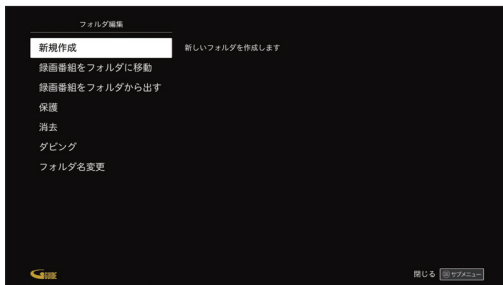 フォルダ編集
新規作成
新しいフォルダを作成します
録画番組をフォルダに移動
録画番組をフォルダから出す
保護
消去
ダビング
フォルダ名変更
G GUIDE
閉じる サブメニュー